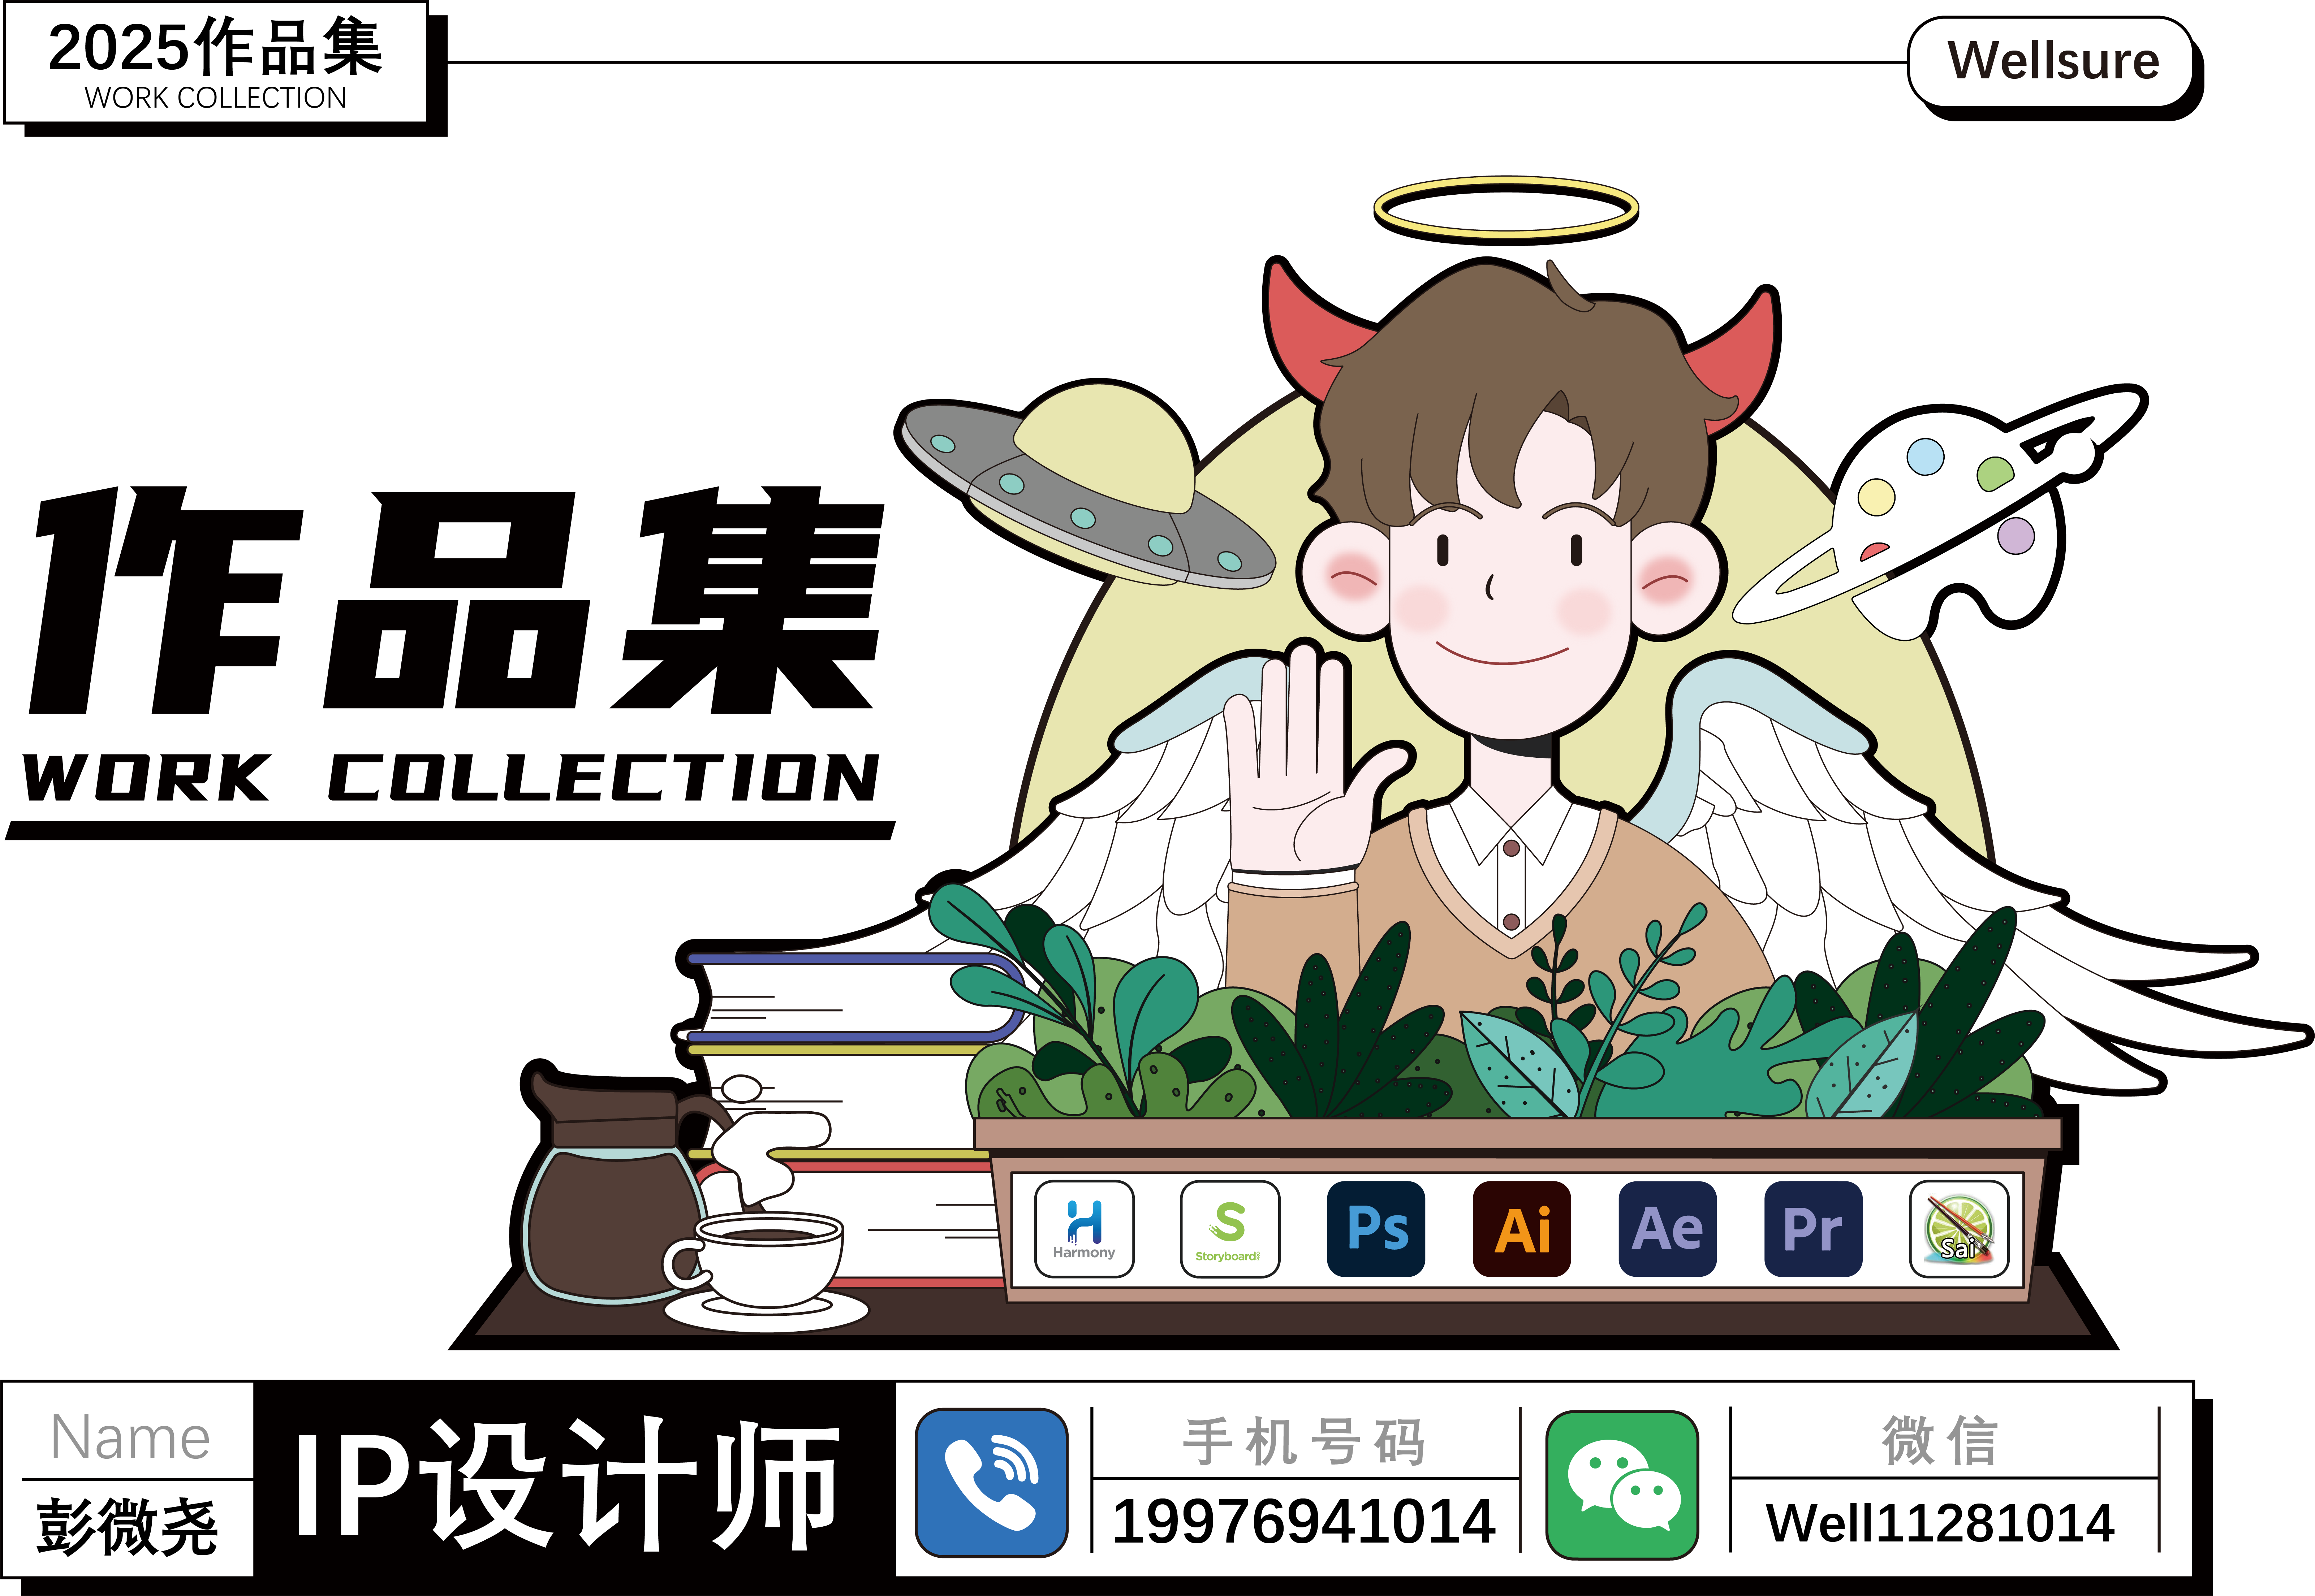 2025作品集
WORK COLLECTION
Wellsure
作品集
WORK COLLECTION
Harmony
Storyboard
Ps
Ai
Ae
Pr
Sai
Name
彭微尧
IP设计师
手机号码
19976941014
微信
Well11281014